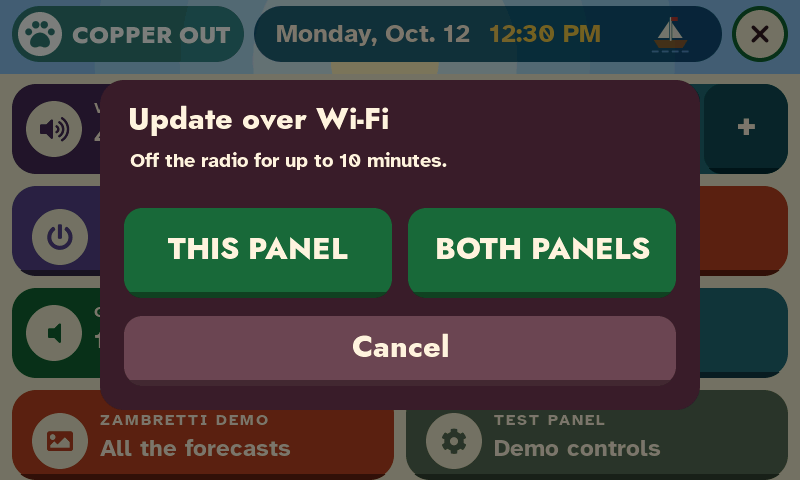 COPPER OUT
Monday, Oct. 12 12:30 PM
Update over Wi-Fi
Off the radio for up to 10 minutes.
THIS PANEL
BOTH PANELS
Cancel
ZAMBRETTI DEMO
All the forecasts
TEST PANEL
Demo controls